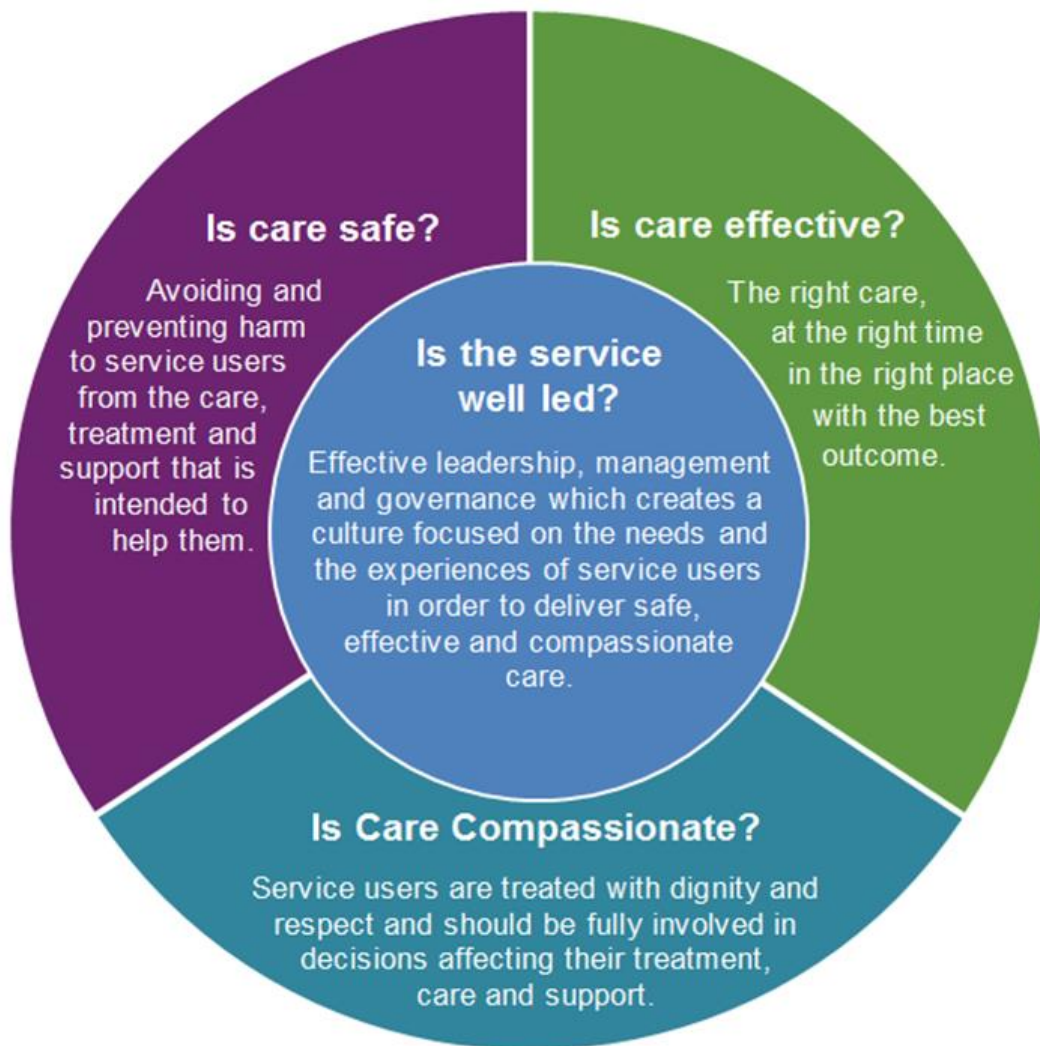 Is care safe?
Avoiding and
preventing harm
to service users
from the care,
treatment and
support that is
intended to
help them.
Is care effective?
The right care,
at the right time
in the right place
with the best
outcome.
Is the service
well led?
Effective leadership, management
and governance which creates a
culture focused on the needs and
the experiences of service users
in order to deliver safe,
effective and compassionate
care.
Is Care Compassionate?
Service users are treated with dignity and
respect and should be fully involved in
decisions affecting their treatment,
care and support.